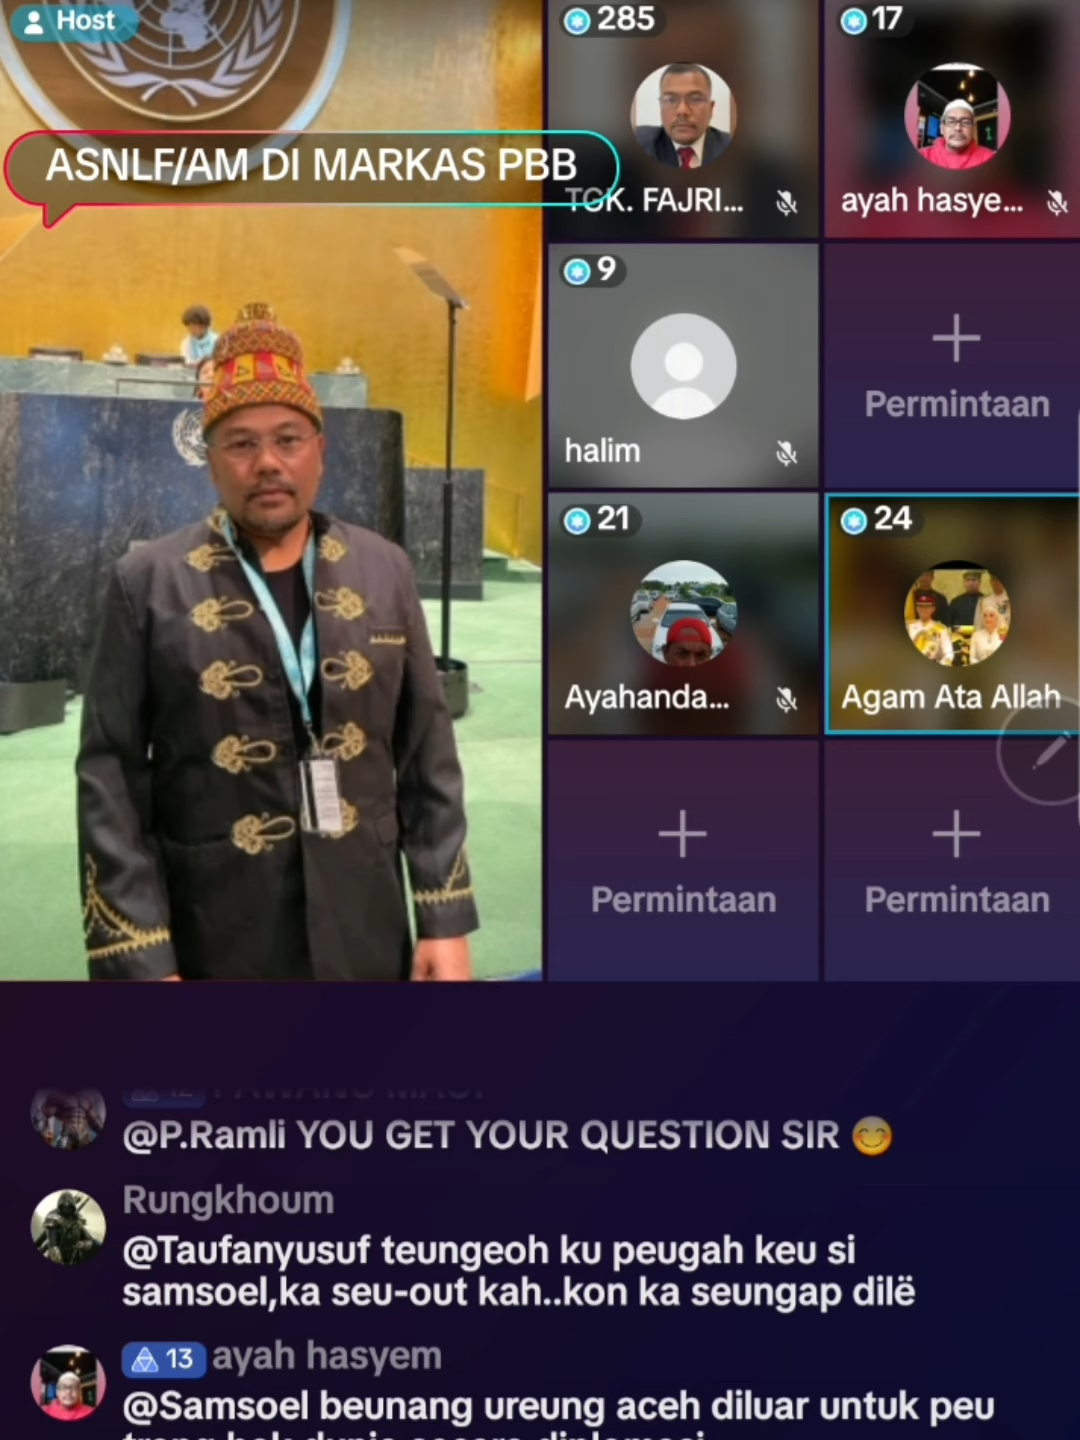 Host
285
17
ASNLF/AM DI MARKAS PBB
TGK. FAJRI...
ayah hasye...
9
Permintaan
halim
21
24
Ayahanda...
Agam Ata Allah
Permintaan
Permintaan
@P.Ramli YOU GET YOUR QUESTION SIR 😊
Rungkhoum
@Taufanyusuf teungeoh ku peugah keu si
samsoel,ka seu-out kah..kon ka seungap dilë
13 ayah hasyem
@Samsoel beunang ureung aceh diluar untuk peu